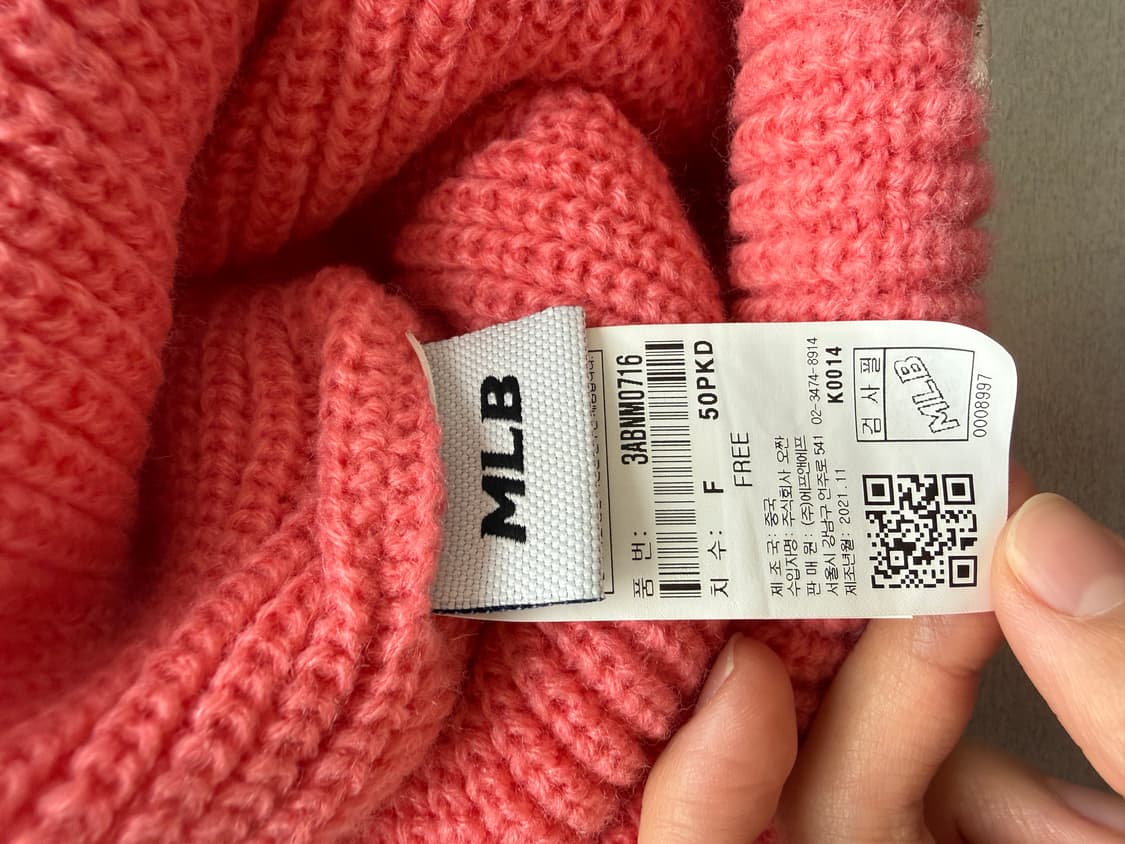 MLB
품 번: 3ABNM0716
치 수: F 50PKD
FREE
제 조 국: 중국
수입자명: 주식회사 오짠
판 매 원: (주)에프앤에프
서울시 강남구 언주로 541 02-3474-8914
제조년월: 2021.11 K0014
검 사 필
MLB
0008997